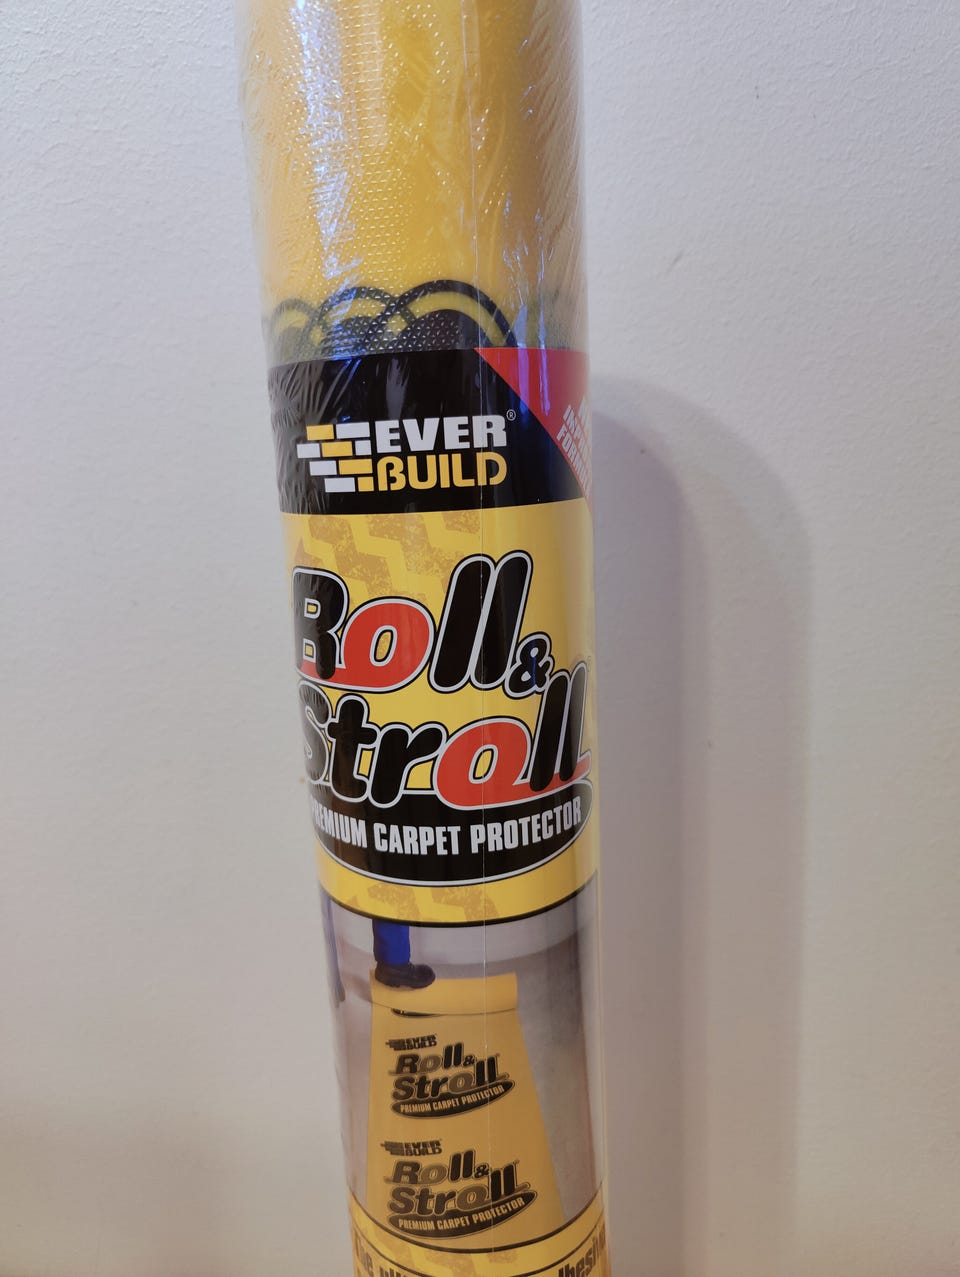 EVER®
BUILD
Roll &
Stroll
PREMIUM CARPET PROTECTOR
EVER
BUILD
Roll &
Stroll
PREMIUM CARPET PROTECTOR
EVER
BUILD
Roll &
Stroll
PREMIUM CARPET PROTECTOR